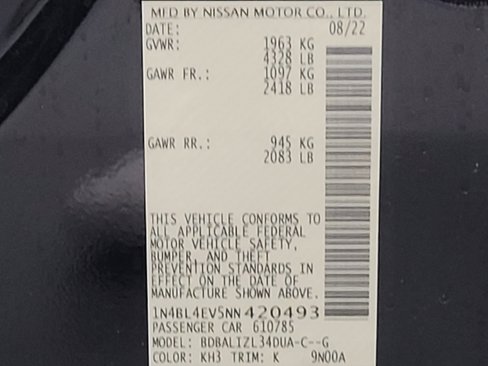 MFD BY NISSAN MOTOR CO., LTD.
DATE: 08/22
GVWR: 1963 KG
4328 LB
GAWR FR.: 1097 KG
2418 LB
GAWR RR.: 945 KG
2083 LB
THIS VEHICLE CONFORMS TO
ALL APPLICABLE FEDERAL
MOTOR VEHICLE SAFETY,
BUMPER, AND THEFT
PREVENTION STANDARDS IN
EFFECT ON THE DATE OF
MANUFACTURE SHOWN ABOVE.
1N4BL4EV5NN420493
PASSENGER CAR 610785
MODEL: BDBALIZL34DUA-C--G
COLOR: KH3 TRIM: K 9N00A